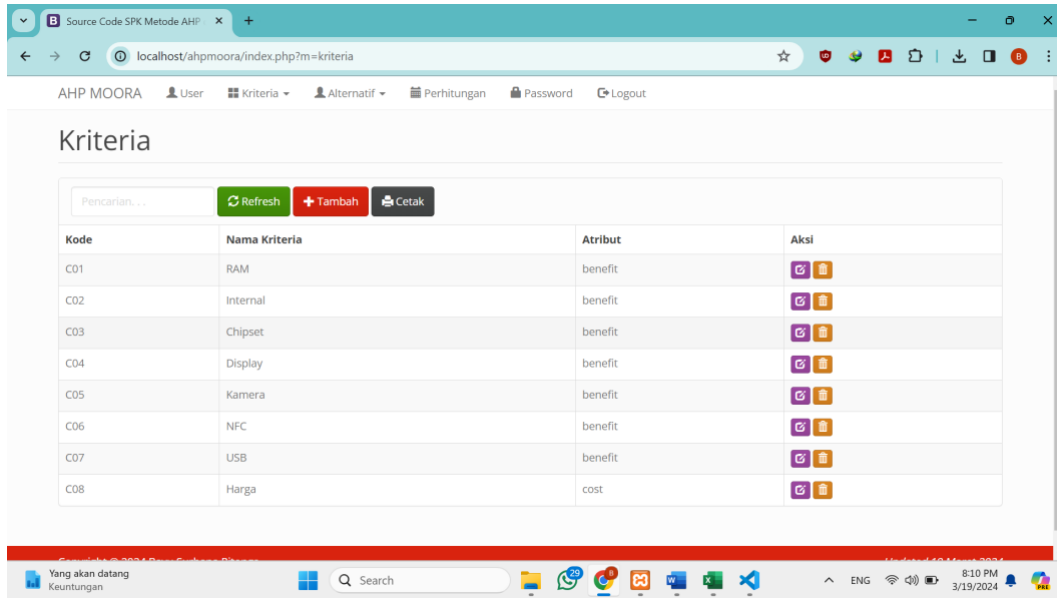 Source Code SPK Metode AHP
localhost/ahpmoora/index.php?m=kriteria
B
AHP MOORA User Kriteria Alternatif Perhitungan Password Logout
Kriteria
Pencarian. . . Refresh Tambah Cetak
Kode Nama Kriteria Atribut Aksi
C01 RAM benefit
C02 Internal benefit
C03 Chipset benefit
C04 Display benefit
C05 Kamera benefit
C06 NFC benefit
C07 USB benefit
C08 Harga cost
Yang akan datang
Keuntungan
Search
29
ENG
8:10 PM
3/19/2024
PRE